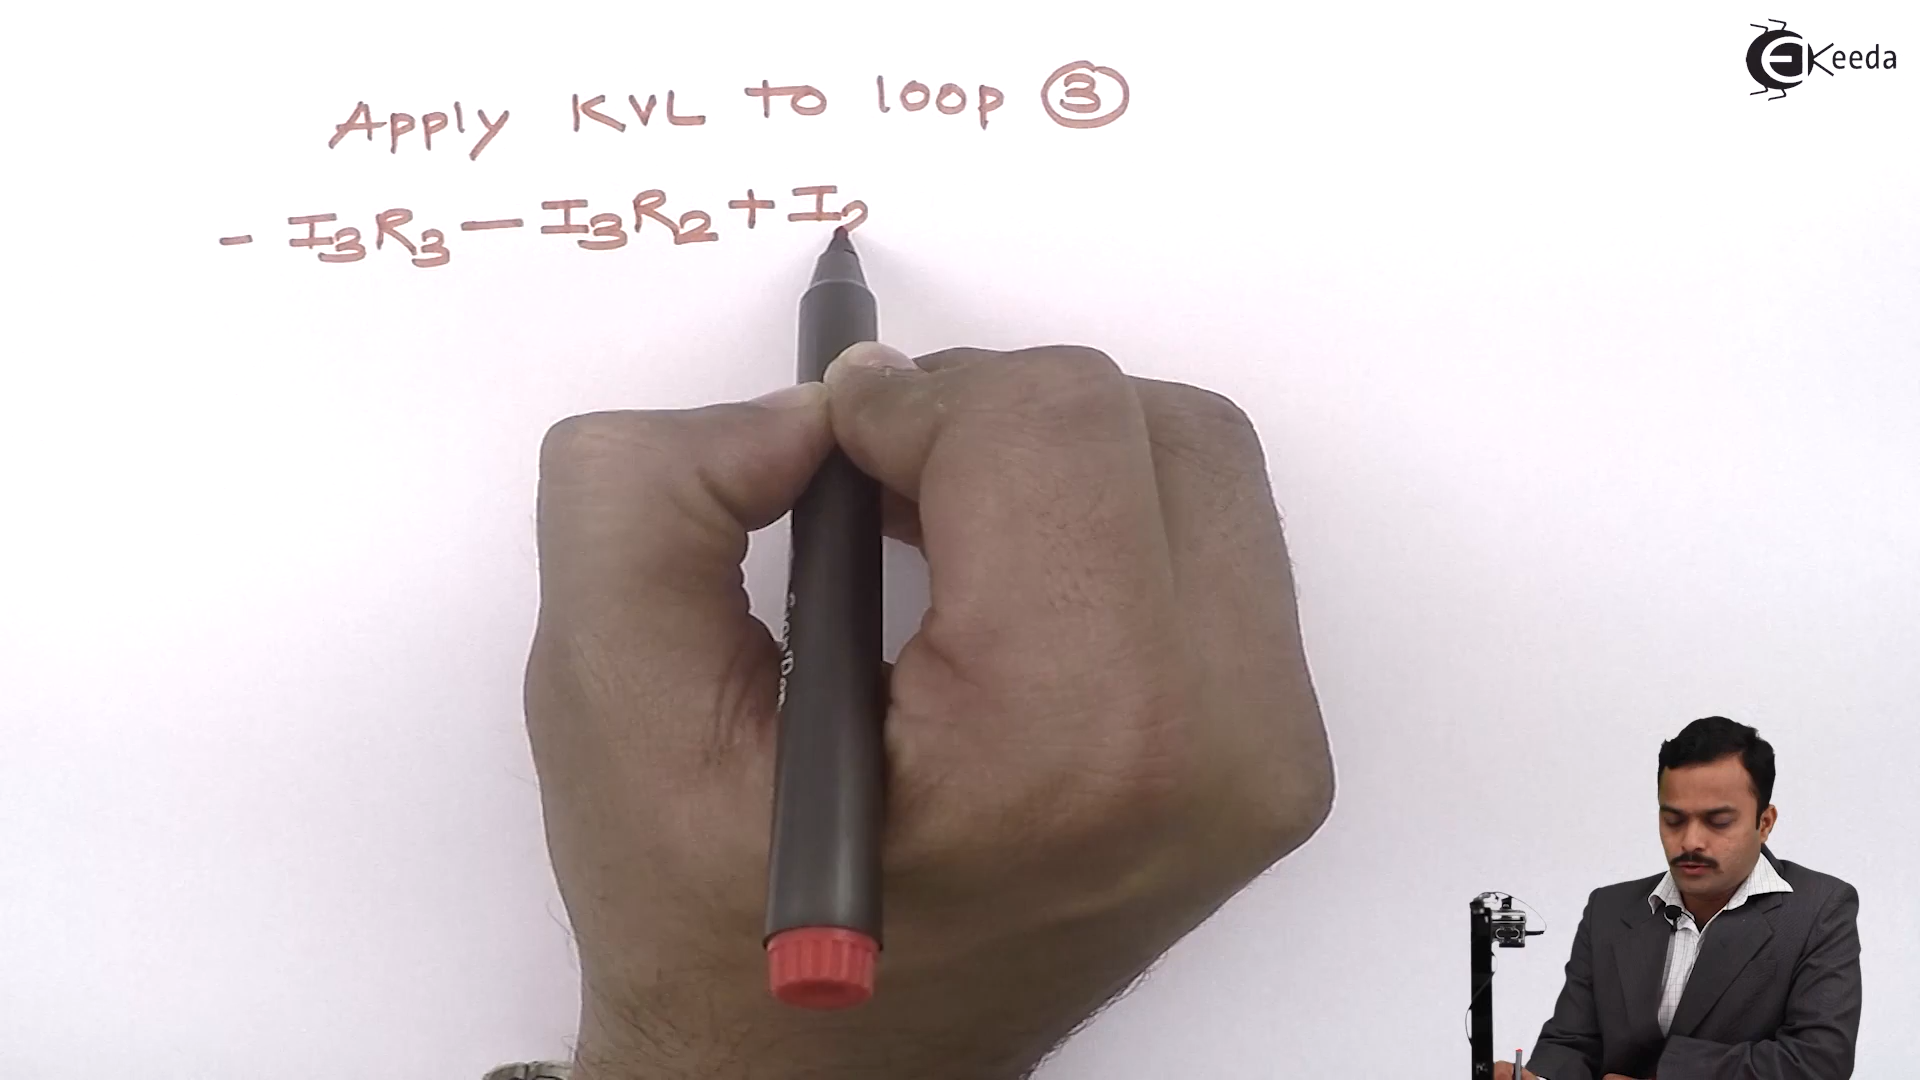 Keeda
Apply KVL to loop ③
- I₃R₃ - I₃R₂ + I₂